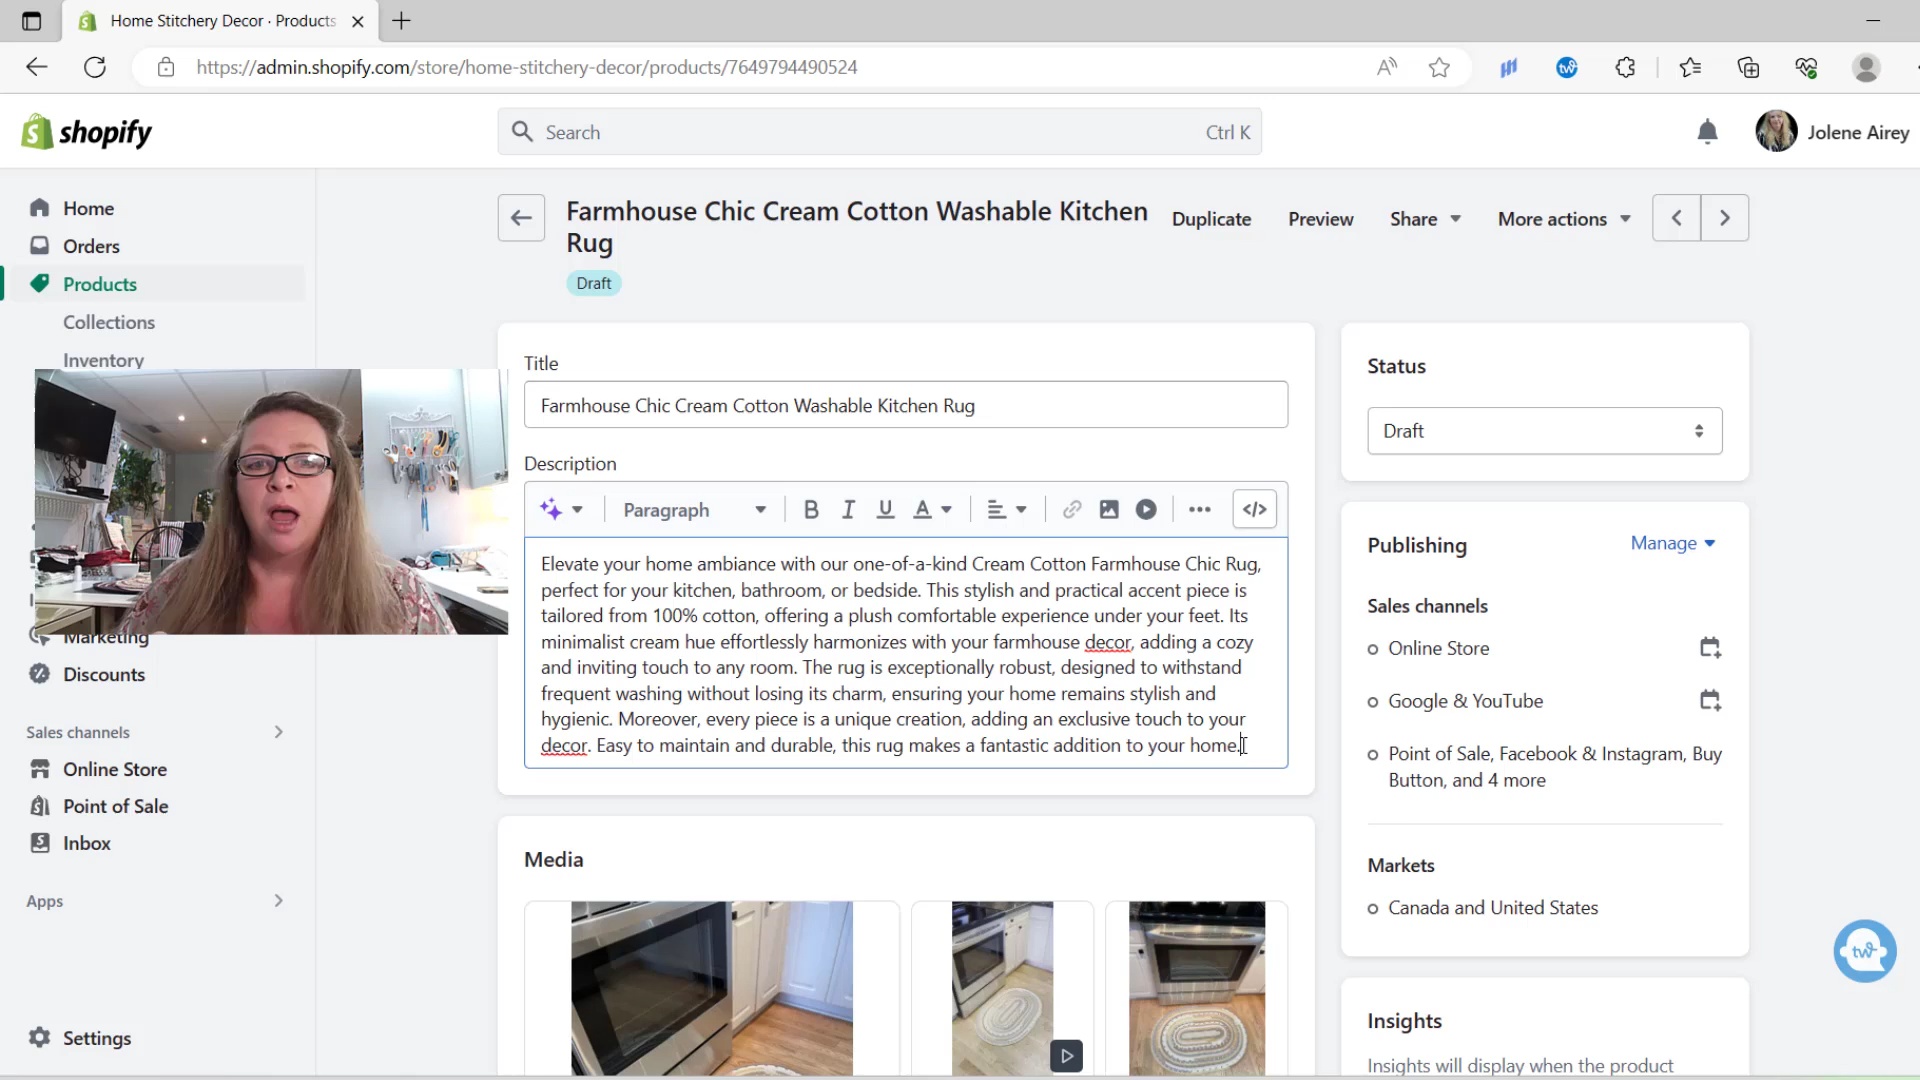 Home Stitchery Decor · Products
https://admin.shopify.com/store/home-stitchery-decor/products/7649794490524
shopify
Search
Ctrl K
Jolene Airey
Home
Orders
Products
Collections
Inventory
Marketing
Discounts
Sales channels
Online Store
Point of Sale
Inbox
Apps
Settings
Farmhouse Chic Cream Cotton Washable Kitchen
Rug
Draft
Duplicate
Preview
Share
More actions
Title
Farmhouse Chic Cream Cotton Washable Kitchen Rug
Description
Paragraph
B I U A
Elevate your home ambiance with our one-of-a-kind Cream Cotton Farmhouse Chic Rug,
perfect for your kitchen, bathroom, or bedside. This stylish and practical accent piece is
tailored from 100% cotton, offering a plush comfortable experience under your feet. Its
minimalist cream hue effortlessly harmonizes with your farmhouse decor, adding a cozy
and inviting touch to any room. The rug is exceptionally robust, designed to withstand
frequent washing without losing its charm, ensuring your home remains stylish and
hygienic. Moreover, every piece is a unique creation, adding an exclusive touch to your
decor. Easy to maintain and durable, this rug makes a fantastic addition to your home.
Media
Status
Draft
Publishing
Manage
Sales channels
Online Store
Google & YouTube
Point of Sale, Facebook & Instagram, Buy
Button, and 4 more
Markets
Canada and United States
Insights
Insights will display when the product